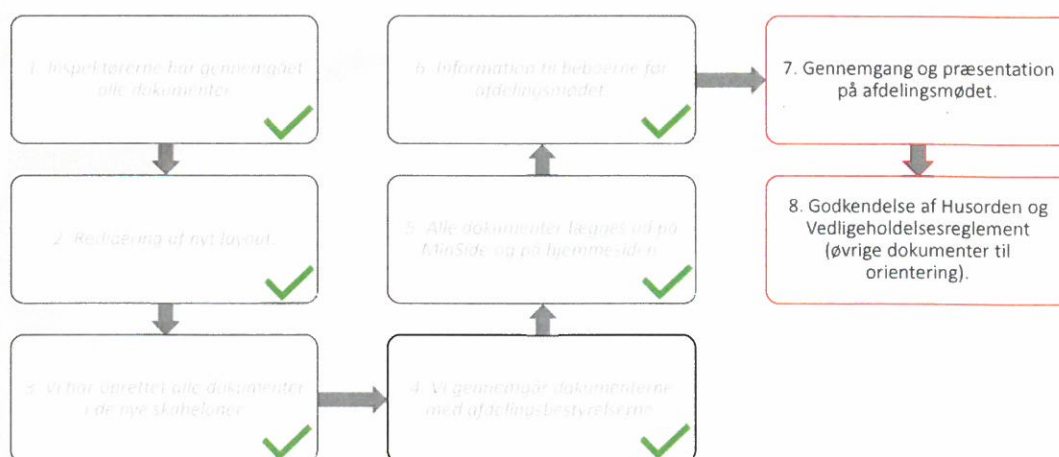 1. Inspektørerne har gennemgået
alle dokumenter.
2. Redigering af nyt layout.
3. Vi har oprettet alle dokumenter
i de nye skabeloner.
4. Vi gennemgår dokumenterne
med afdelingsbestyrelserne.
5. Alle dokumenter lægges ud på
MinSide og på hjemmesiden.
6. Information til beboerne før
afdelingsmødet.
7. Gennemgang og præsentation
på afdelingsmødet.
8. Godkendelse af Husorden og
Vedligeholdelsesreglement
(øvrige dokumenter til
orientering).